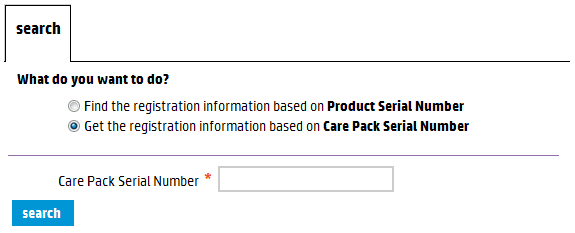 search
What do you want to do?
Find the registration information based on Product Serial Number
Get the registration information based on Care Pack Serial Number
Care Pack Serial Number *
search